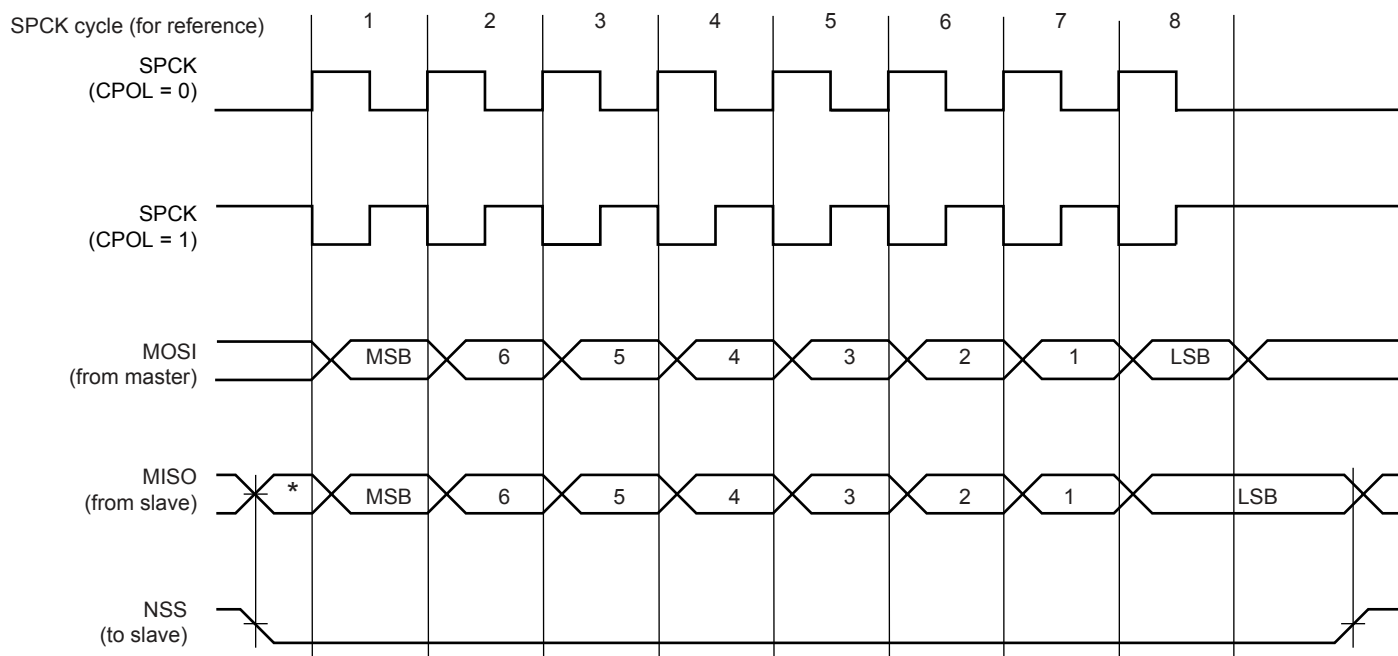 SPCK cycle (for reference)
1 2 3 4 5 6 7 8
SPCK
(CPOL = 0)
SPCK
(CPOL = 1)
MOSI
(from master)
MSB 6 5 4 3 2 1 LSB
MISO
(from slave)
* MSB 6 5 4 3 2 1 LSB
NSS
(to slave)